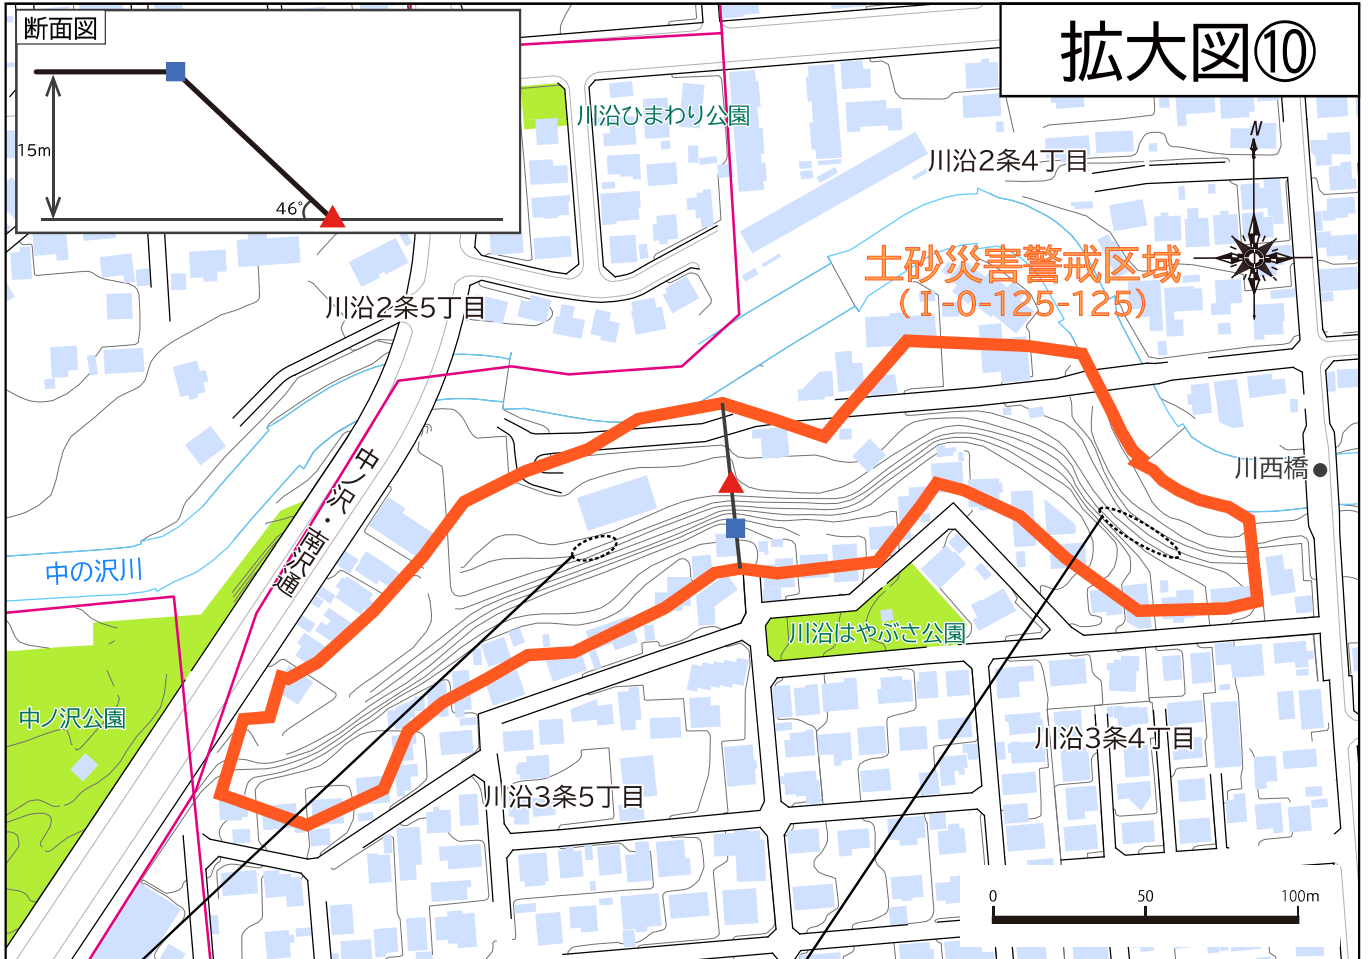 断面図
15m
46°
拡大図⑩
川沿ひまわり公園
川沿2条4丁目
N
土砂災害警戒区域
（Ⅰ-0-125-125）
川沿2条5丁目
川西橋
中ノ沢・南沢通
中の沢川
川沿はやぶさ公園
中ノ沢公園
川沿3条4丁目
川沿3条5丁目
0 50 100m